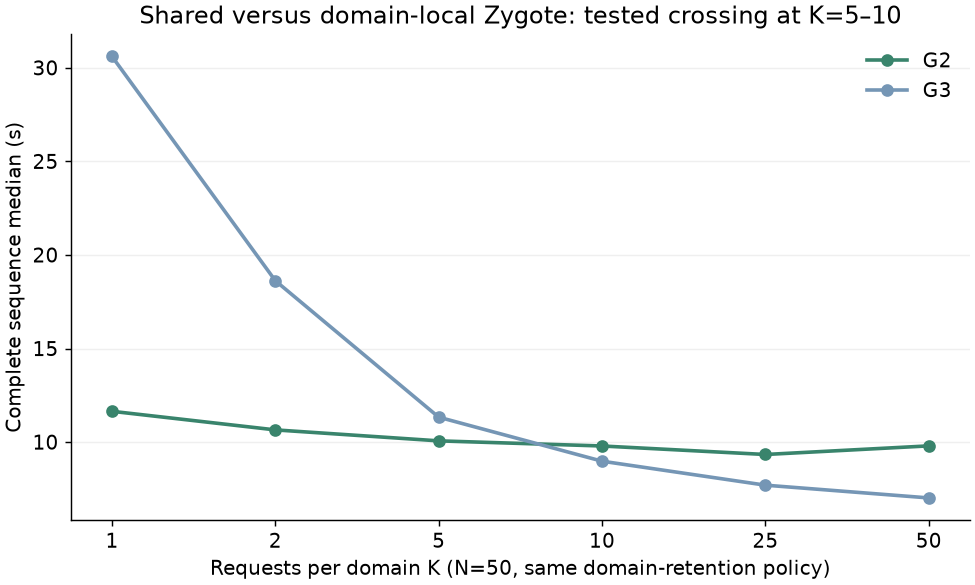 Shared versus domain-local Zygote: tested crossing at K=5–10
G2
G3
Complete sequence median (s)
30
25
20
15
10
1 2 5 10 25 50
Requests per domain K (N=50, same domain-retention policy)